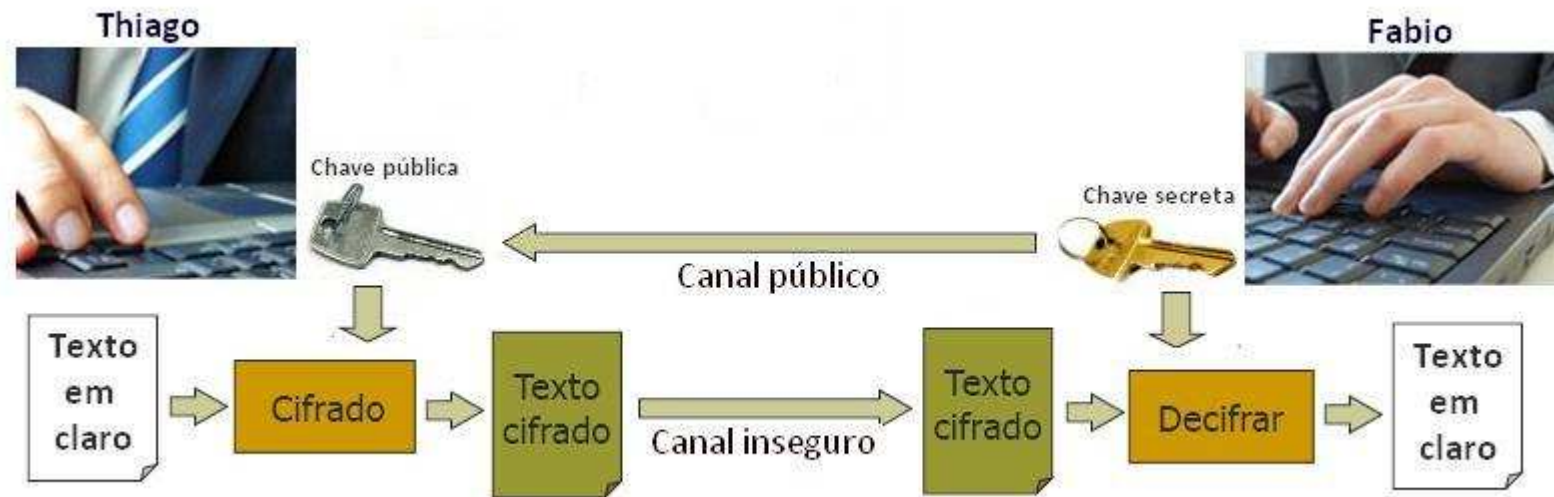 Thiago
Fabio
Chave pública
Chave secreta
Canal público
Texto
em
claro
Cifrado
Texto
cifrado
Canal inseguro
Texto
cifrado
Decifrar
Texto
em
claro